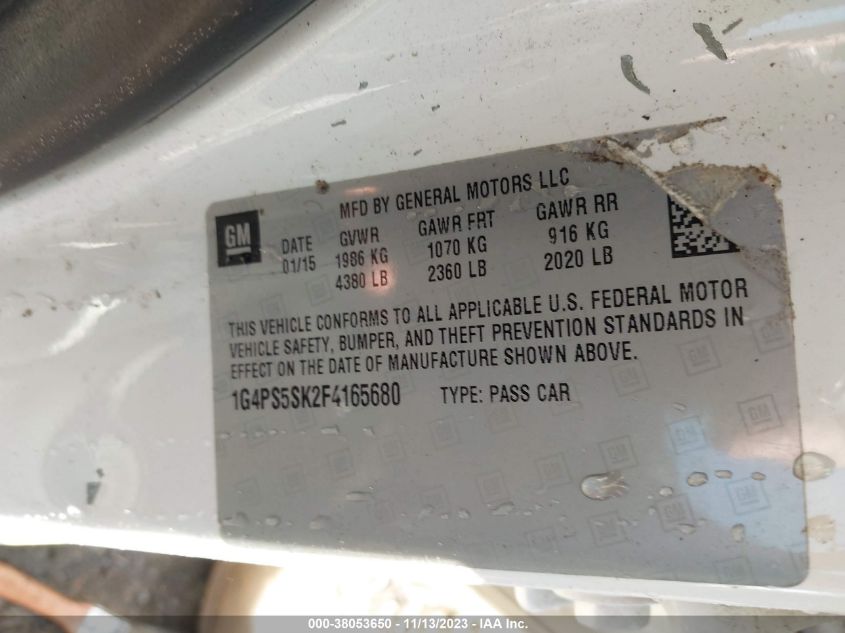 MFD BY GENERAL MOTORS LLC
GM
DATE GVWR GAWR FRT GAWR RR
01/15 1986 KG 1070 KG 916 KG
4380 LB 2360 LB 2020 LB
THIS VEHICLE CONFORMS TO ALL APPLICABLE U.S. FEDERAL MOTOR
VEHICLE SAFETY, BUMPER, AND THEFT PREVENTION STANDARDS IN
EFFECT ON THE DATE OF MANUFACTURE SHOWN ABOVE.
1G4PS5SK2F4165680 TYPE: PASS CAR
000-38053650 - 11/13/2023 - © IAA Inc.